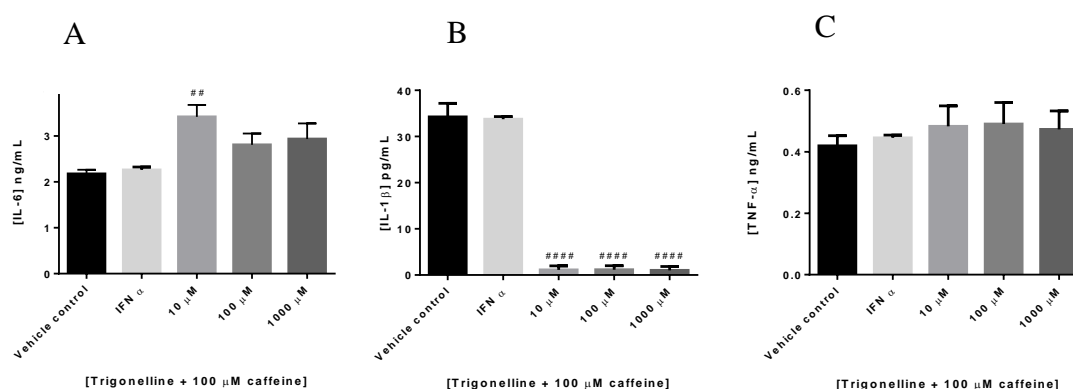 A
[IL-6] ng/mL
3
2
1
0
##
Vehicle control
IFN α
10 μM
100 μM
1000 μM
[Trigonelline + 100 μM caffeine]
B
[IL-1β] pg/mL
40
30
20
10
0
####
####
####
Vehicle control
IFN α
10 μM
100 μM
1000 μM
[Trigonelline + 100 μM caffeine]
C
[TNF-α] ng/mL
0.6
0.4
0.2
0.0
Vehicle control
IFN α
10 μM
100 μM
1000 μM
[Trigonelline + 100 μM caffeine]